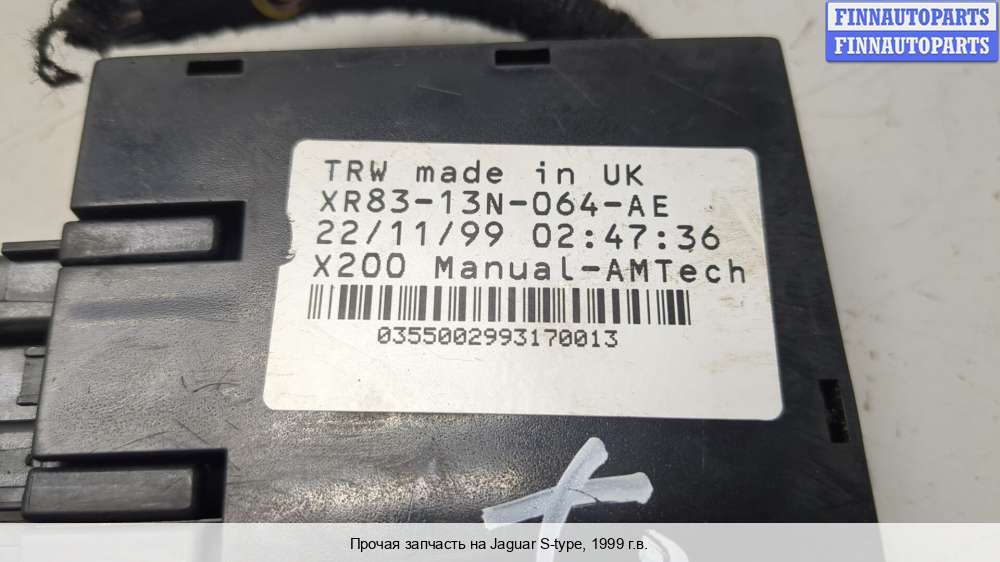 FINNAUTOPARTS
FINNAUTOPARTS
TRW made in UK
XR83-13N-064-AE
22/11/99 02:47:36
X200 Manual-AMTech
0355002993170013
Прочая запчасть на Jaguar S-type, 1999 г.в.